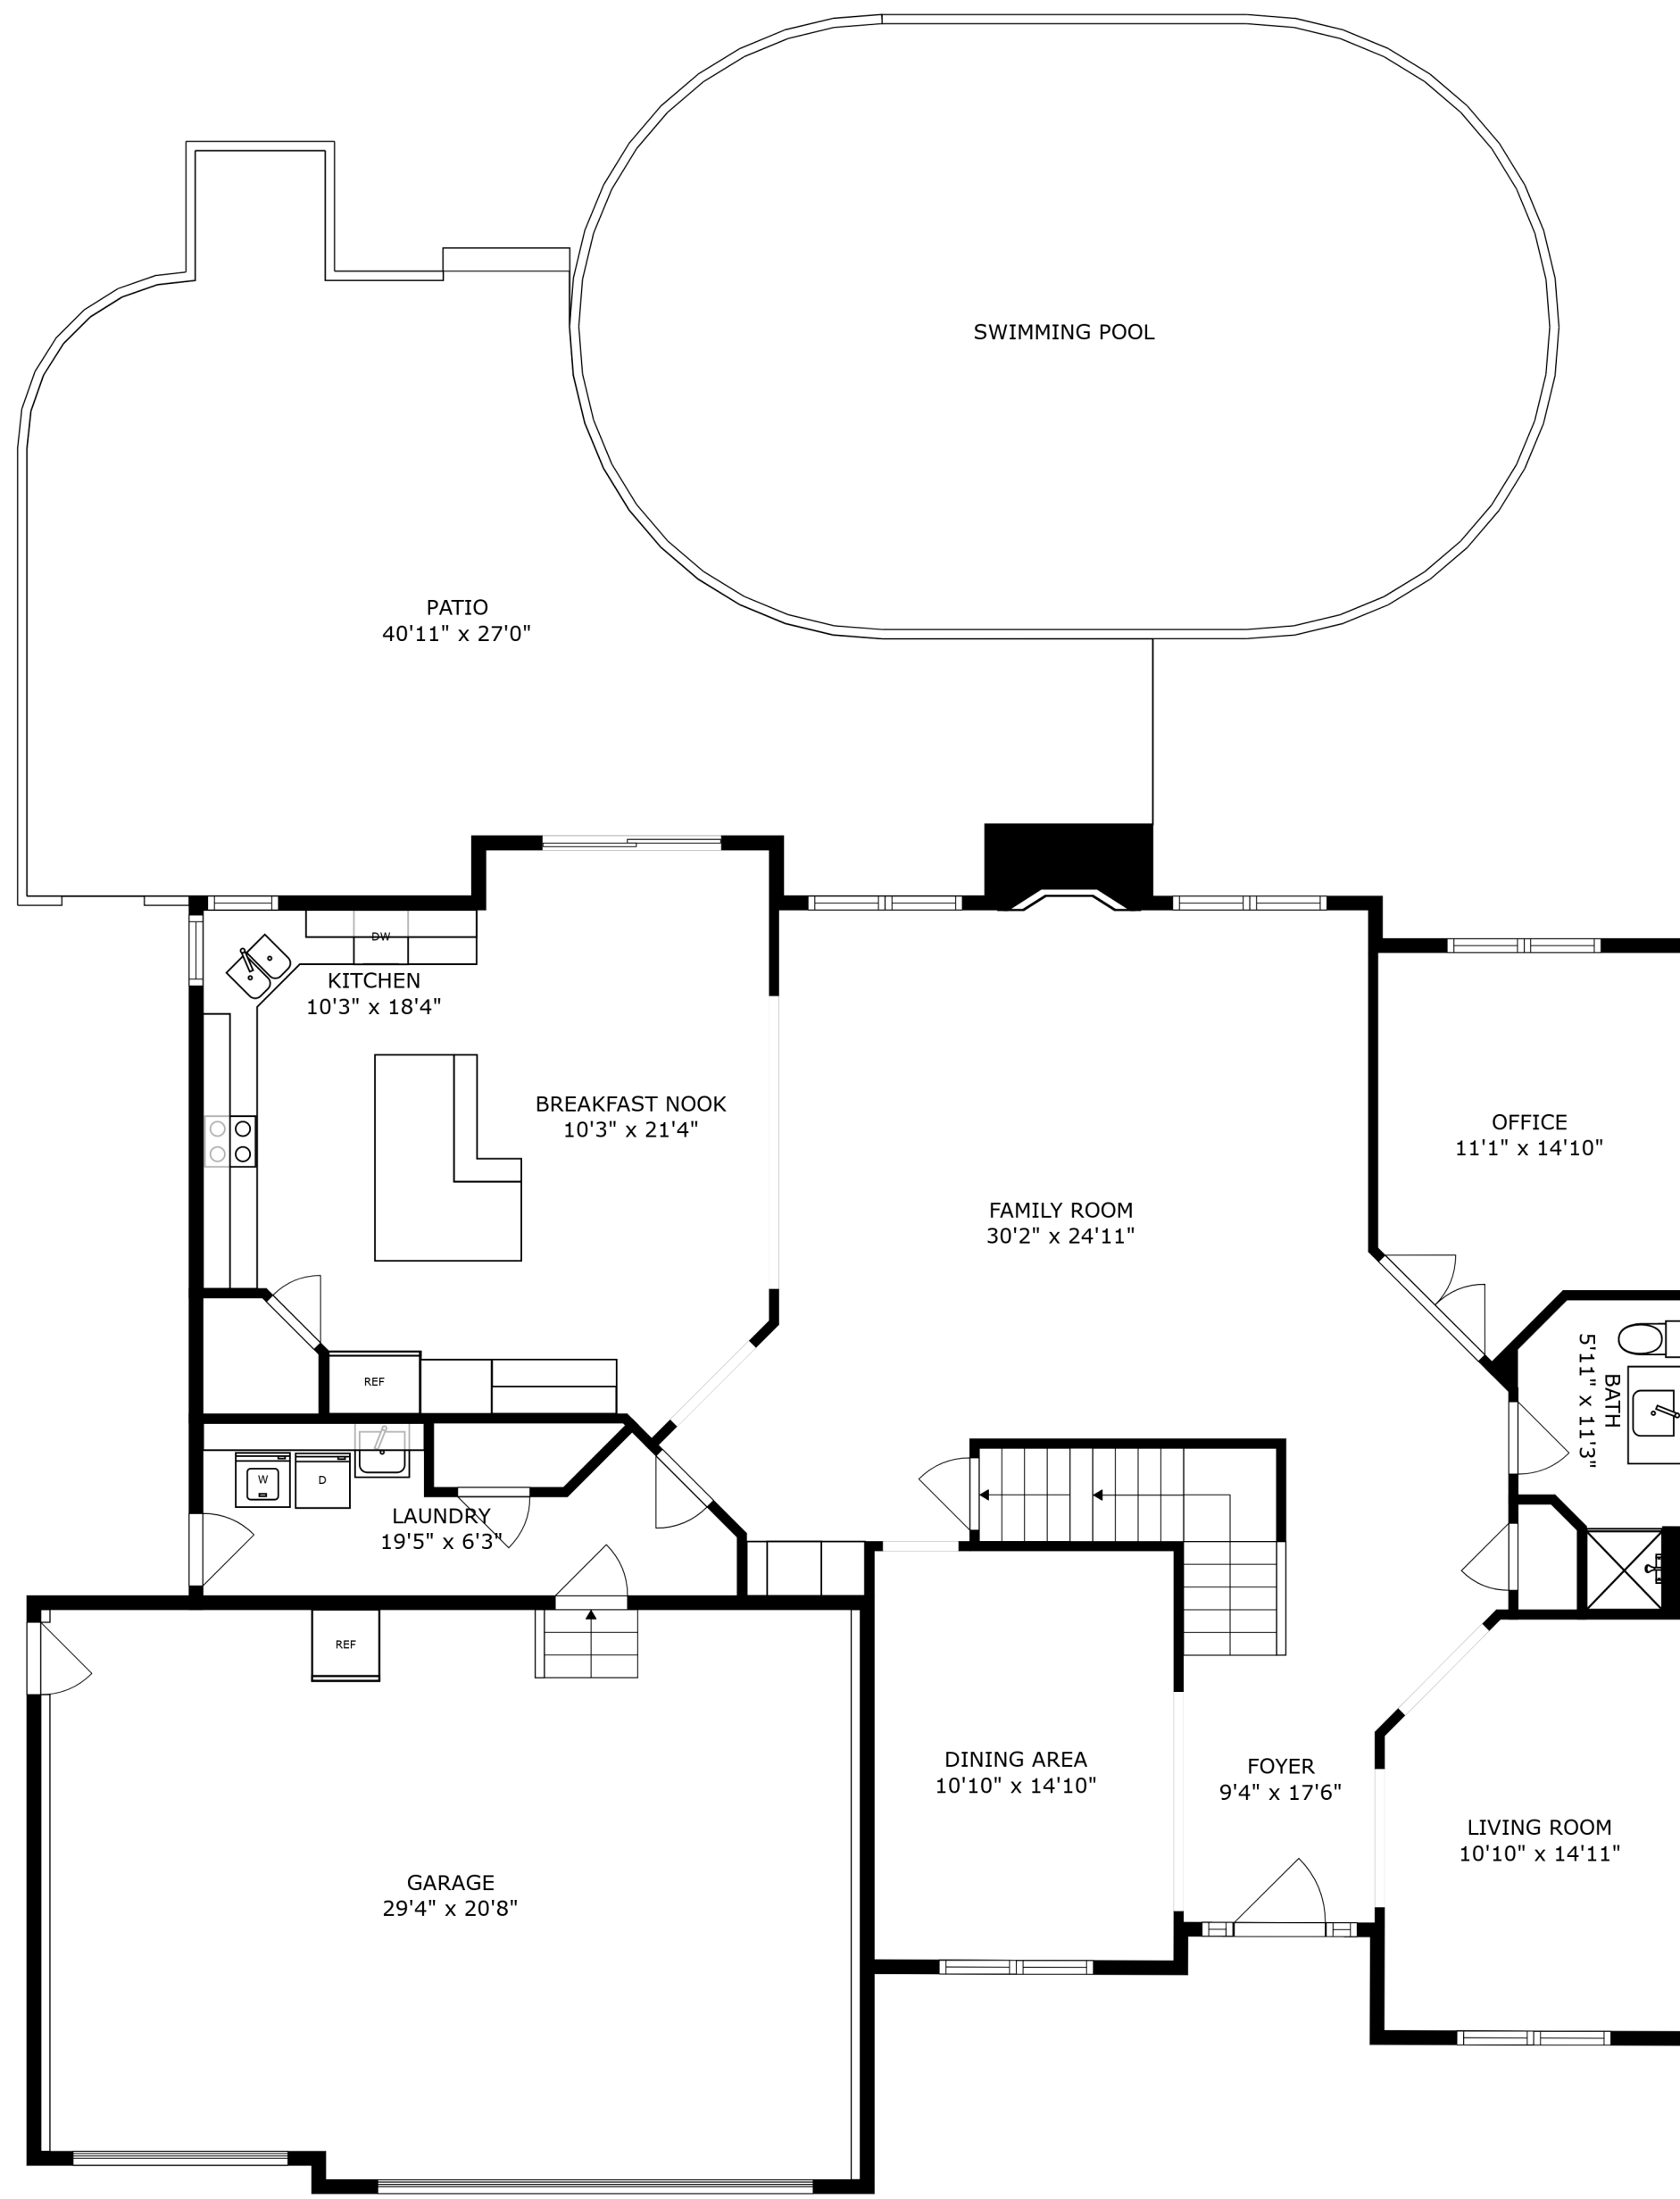 SWIMMING POOL
PATIO
40'11" x 27'0"
DW
KITCHEN
10'3" x 18'4"
BREAKFAST NOOK
10'3" x 21'4"
OFFICE
11'1" x 14'10"
FAMILY ROOM
30'2" x 24'11"
REF
BATH
5'11" x 11'3"
W
D
LAUNDRY
19'5" x 6'3"
REF
DINING AREA
10'10" x 14'10"
FOYER
9'4" x 17'6"
LIVING ROOM
10'10" x 14'11"
GARAGE
29'4" x 20'8"